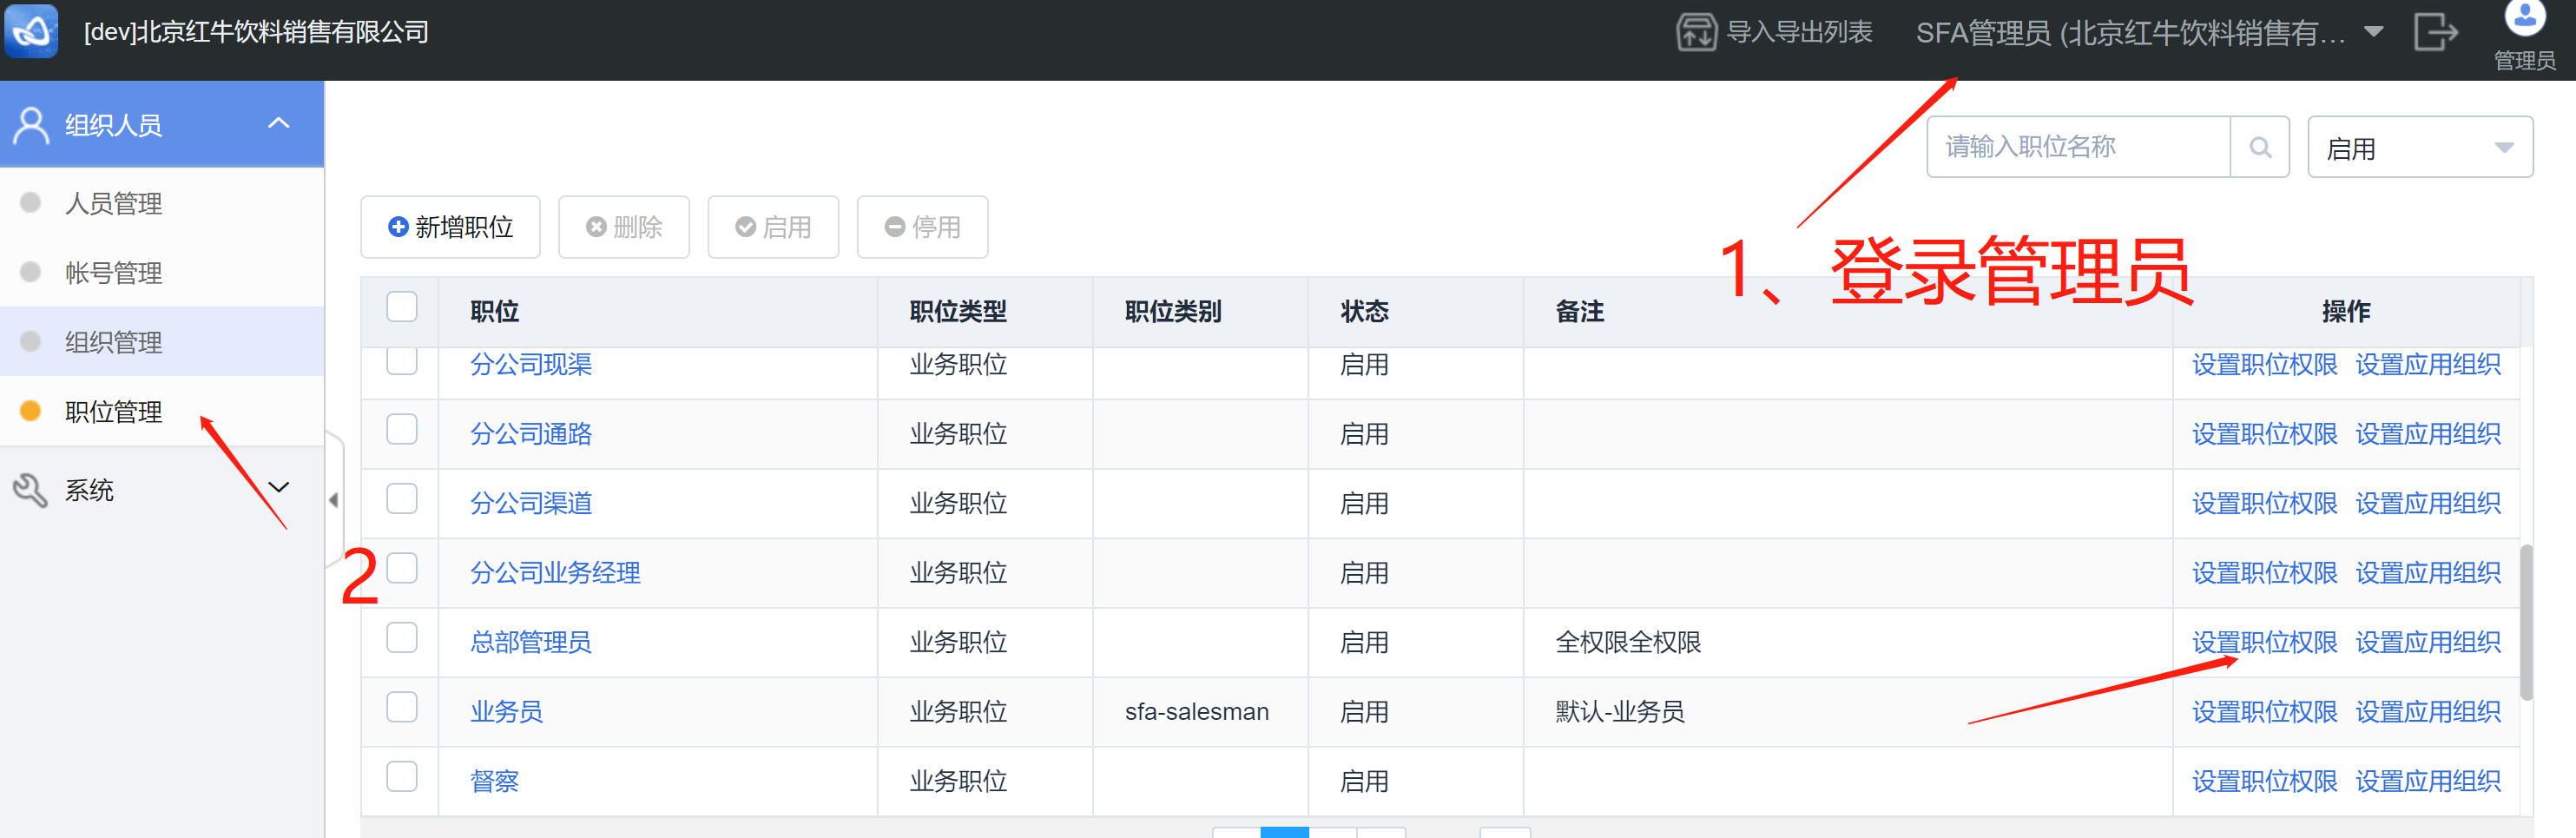 [dev]北京红牛饮料销售有限公司
导入导出列表
SFA管理员 (北京红牛饮料销售有...
管理员
组织人员
人员管理
帐号管理
组织管理
职位管理
系统
请输入职位名称
启用
新增职位
删除
启用
停用
1、登录管理员
2
职位 职位类型 职位类别 状态 备注 操作
分公司现渠 业务职位 启用 设置职位权限 设置应用组织
分公司通路 业务职位 启用 设置职位权限 设置应用组织
分公司渠道 业务职位 启用 设置职位权限 设置应用组织
分公司业务经理 业务职位 启用 设置职位权限 设置应用组织
总部管理员 业务职位 启用 全权限全权限 设置职位权限 设置应用组织
业务员 业务职位 sfa-salesman 启用 默认-业务员 设置职位权限 设置应用组织
督察 业务职位 启用 设置职位权限 设置应用组织